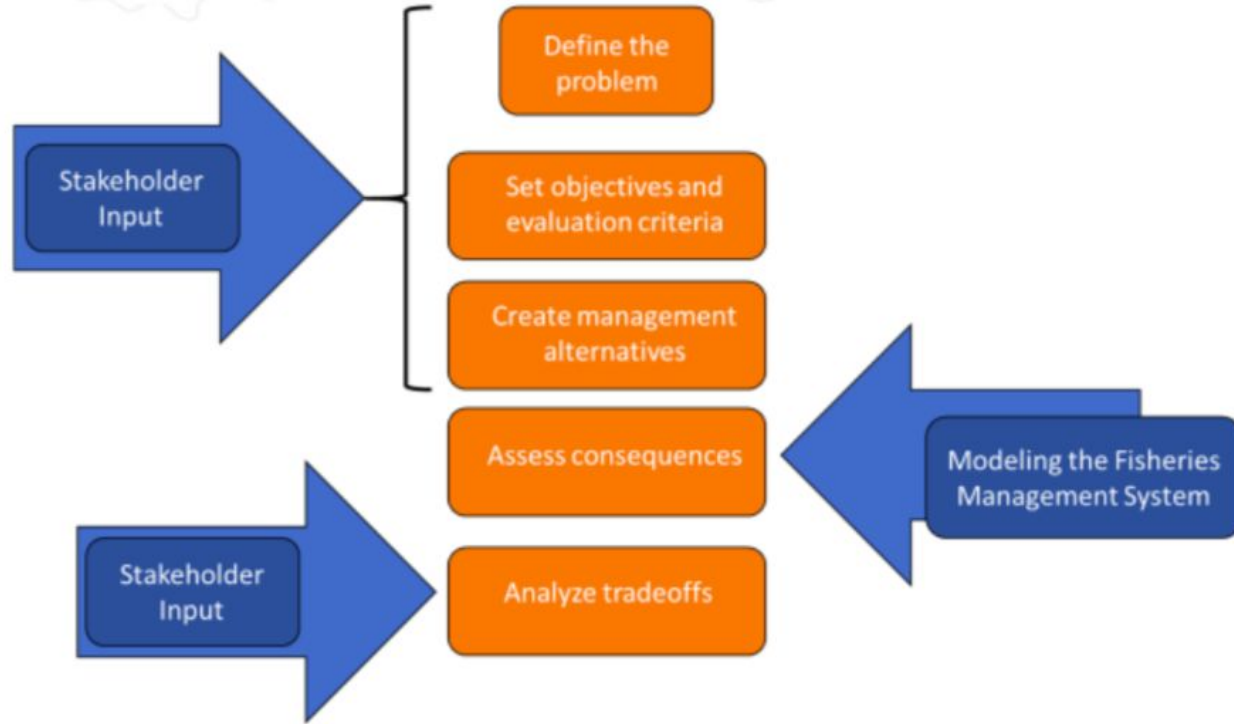 Define the
problem
Stakeholder
Input
Set objectives and
evaluation criteria
Create management
alternatives
Assess consequences
Modeling the Fisheries
Management System
Stakeholder
Input
Analyze tradeoffs